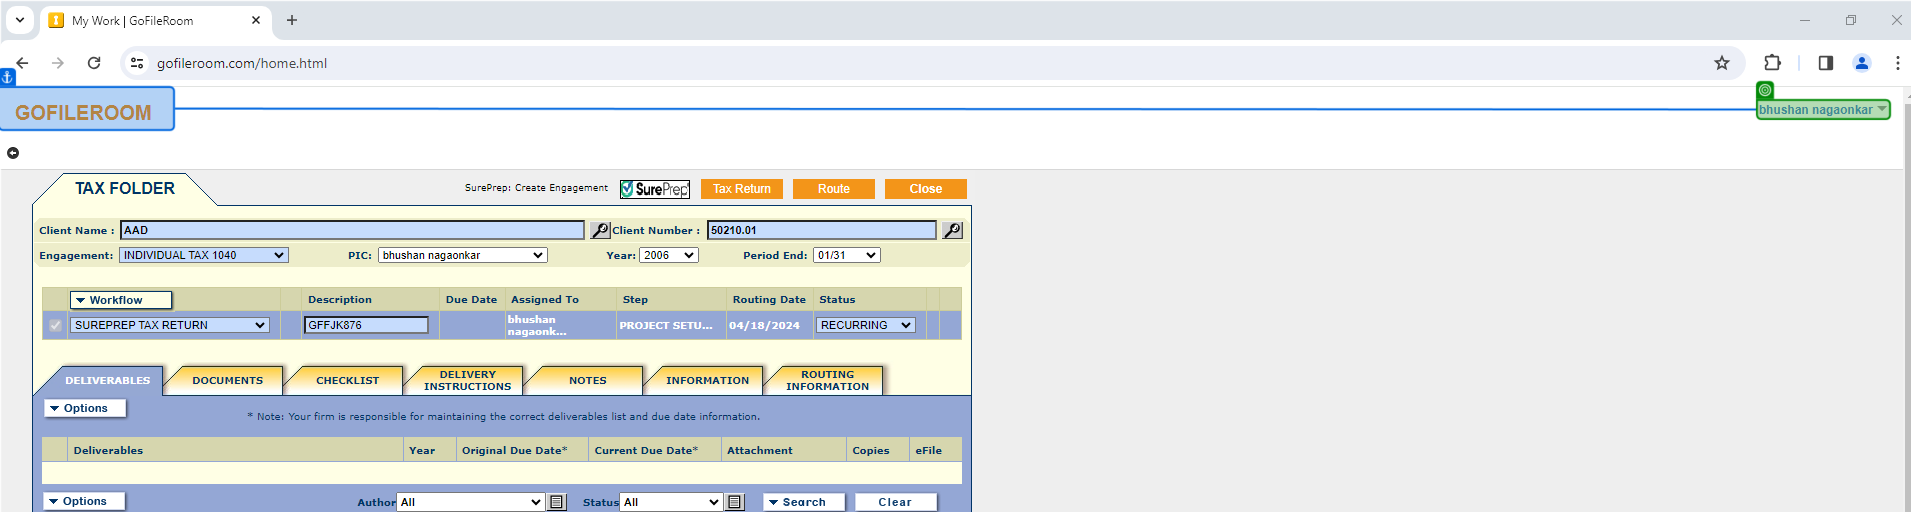 My Work | GoFileRoom
gofileroom.com/home.html
GOFILEROOM
bhushan nagaonkar
TAX FOLDER
SurePrep: Create Engagement
SurePrep
Tax Return
Route
Close
Client Name :
AAD
Client Number :
50210.01
Engagement:
INDIVIDUAL TAX 1040
PIC:
bhushan nagaonkar
Year:
2006
Period End:
01/31
Workflow
Description
Due Date
Assigned To
Step
Routing Date
Status
SUREPREP TAX RETURN
GFFJK876
bhushan
nagaonk...
PROJECT SETU...
04/18/2024
RECURRING
DELIVERABLES
DOCUMENTS
CHECKLIST
DELIVERY
INSTRUCTIONS
NOTES
INFORMATION
ROUTING
INFORMATION
Options
* Note: Your firm is responsible for maintaining the correct deliverables list and due date information.
Deliverables
Year
Original Due Date*
Current Due Date*
Attachment
Copies
eFile
Options
Author
All
Status
All
Search
Clear